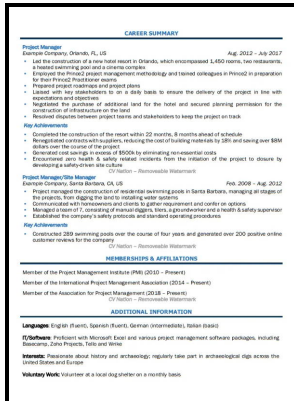 CAREER SUMMARY
Project Manager
Example Company, Orlando, FL, US Aug. 2012 – July 2017
• Led the construction of a new hotel resort in Orlando, which encompassed 1,450 rooms, two restaurants,
a heated swimming pool and a cinema complex
• Employed the Prince2 project management methodology and trained colleagues in Prince2 in preparation
for their Prince2 Practitioner exams
• Prepared project roadmaps and project plans
• Liaised with key stakeholders to on a daily basis to ensure the delivery of the project in line with
expectations and objectives
• Negotiated the purchase of additional land for the hotel and secured planning permission for the
construction of infrastructure on the land
• Resolved disputes between project teams and stakeholders to keep the project on track
Key Achievements
• Completed the construction of the resort within 22 months, 8 months ahead of schedule
• Renegotiated contracts with suppliers, reducing the cost of building materials by 18% and saving over $8M
dollars over the course of the project
• Generated cost savings in excess of $500k by eliminating non-essentials
• Encountered zero health & safety related incidents from the initiation of the project to closure by
developing a safety-driven site culture
CV Nation – Removable Watermark
Project Manager/Site Manager
Example Company, Santa Barbara, CA, US Feb. 2008 – Aug. 2012
• Project managed the construction of residential swimming pools in Santa Barbara, managing all stages of
the projects, from digging the land to installing water systems
• Communicated with homeowners and clients to gather requirement and confer on options
• Managed a team of 7, consisting of manual diggers, tilers, a groundworker and a health & safety supervisor
• Established the company's safety protocols and standard operating procedures
Key Achievements
• Constructed 289 swimming pools over the course of four years and generated over 200 positive online
customer reviews for the company
CV Nation – Removable Watermark
MEMBERSHIPS & AFFILIATIONS
Member of the Project Management Institute (PMI) (2010 – Present)
Member of the International Project Management Association (2014 – Present)
Member of the Association for Project Management (2018 – Present)
CV Nation – Removable Watermark
ADDITIONAL INFORMATION
Languages: English (fluent), Spanish (fluent), German (intermediate), Italian (basic)
IT/Software: Proficient with Microsoft Excel and various project management software packages, including
Basecamp, Zoho Projects, Trello and Wrike
Interests: Passionate about history and archaeology; regularly take part in archaeological digs across the
United States and Europe
Voluntary Work: Volunteer at a local dog shelter on a monthly basis